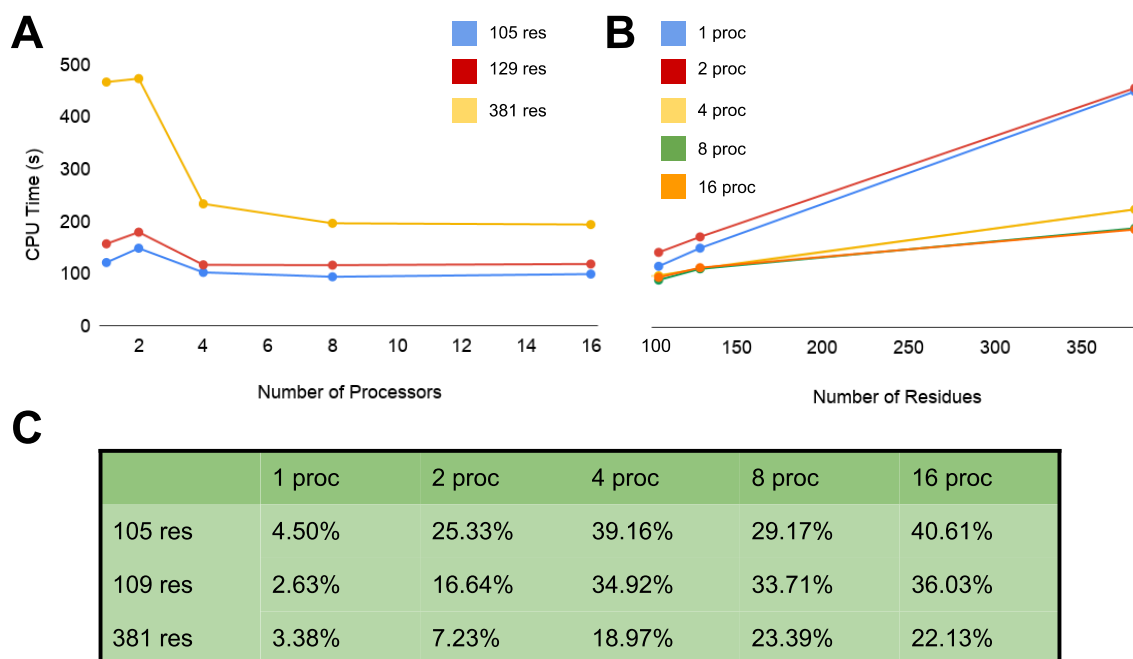 A
105 res
129 res
381 res
500
400
300
200
100
0
CPU Time (s)
2 4 6 8 10 12 14 16
Number of Processors
B
1 proc
2 proc
4 proc
8 proc
16 proc
100 150 200 250 300 350
Number of Residues
C
1 proc 2 proc 4 proc 8 proc 16 proc
105 res 4.50% 25.33% 39.16% 29.17% 40.61%
109 res 2.63% 16.64% 34.92% 33.71% 36.03%
381 res 3.38% 7.23% 18.97% 23.39% 22.13%